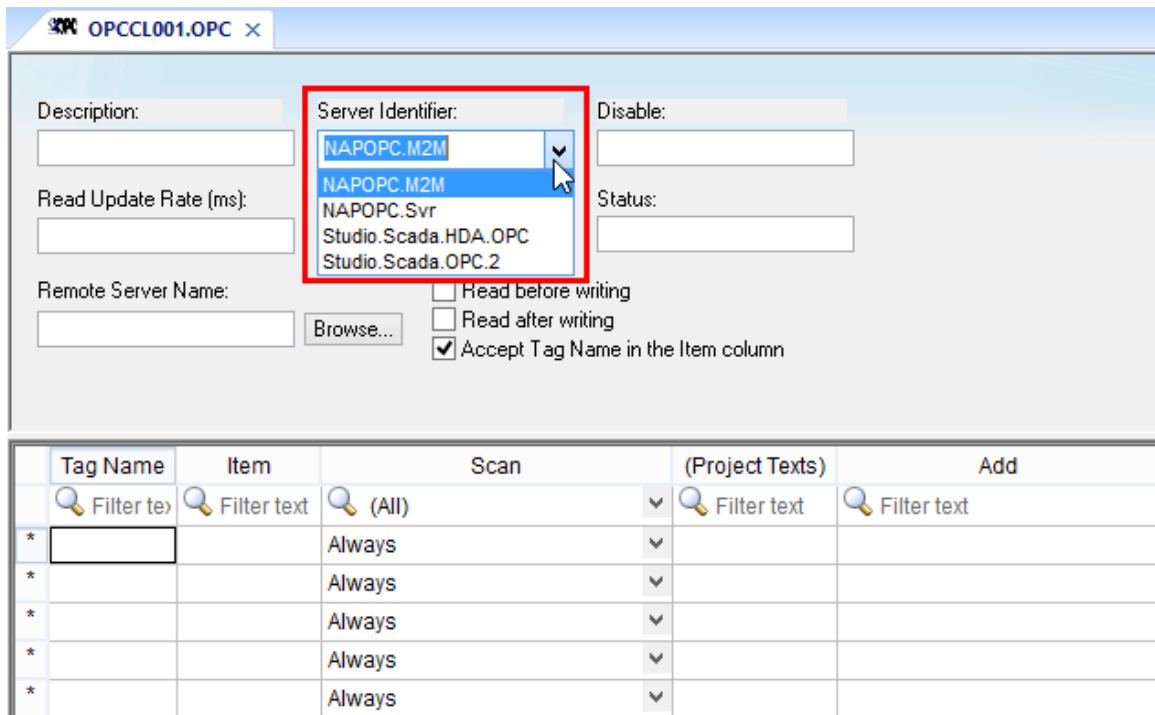 OPCCL001.OPC
Description:
Server Identifier:
Disable:
NAPOPC.M2M
NAPOPC.M2M
NAPOPC.Svr
Studio.Scada.HDA.OPC
Studio.Scada.OPC.2
Read Update Rate (ms):
Status:
Remote Server Name:
Browse...
Read before writing
Read after writing
Accept Tag Name in the Item column
Tag Name Item Scan (Project Texts) Add
Filter tex Filter text (All) Filter text Filter text
* Always
* Always
* Always
* Always
* Always